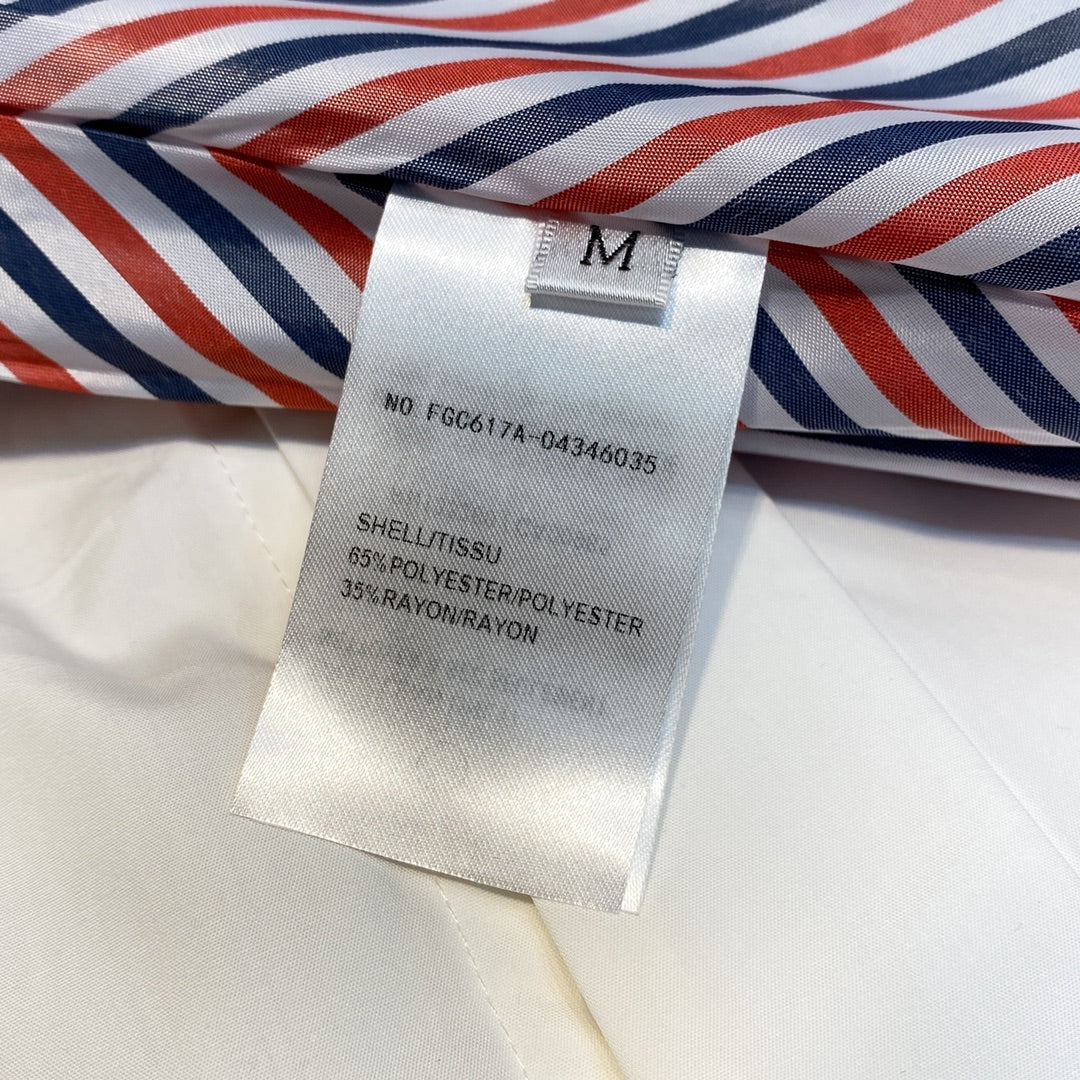 M
NO FGC617A-04346035
SHELL/TISSU
65%POLYESTER/POLYESTER
35%RAYON/RAYON